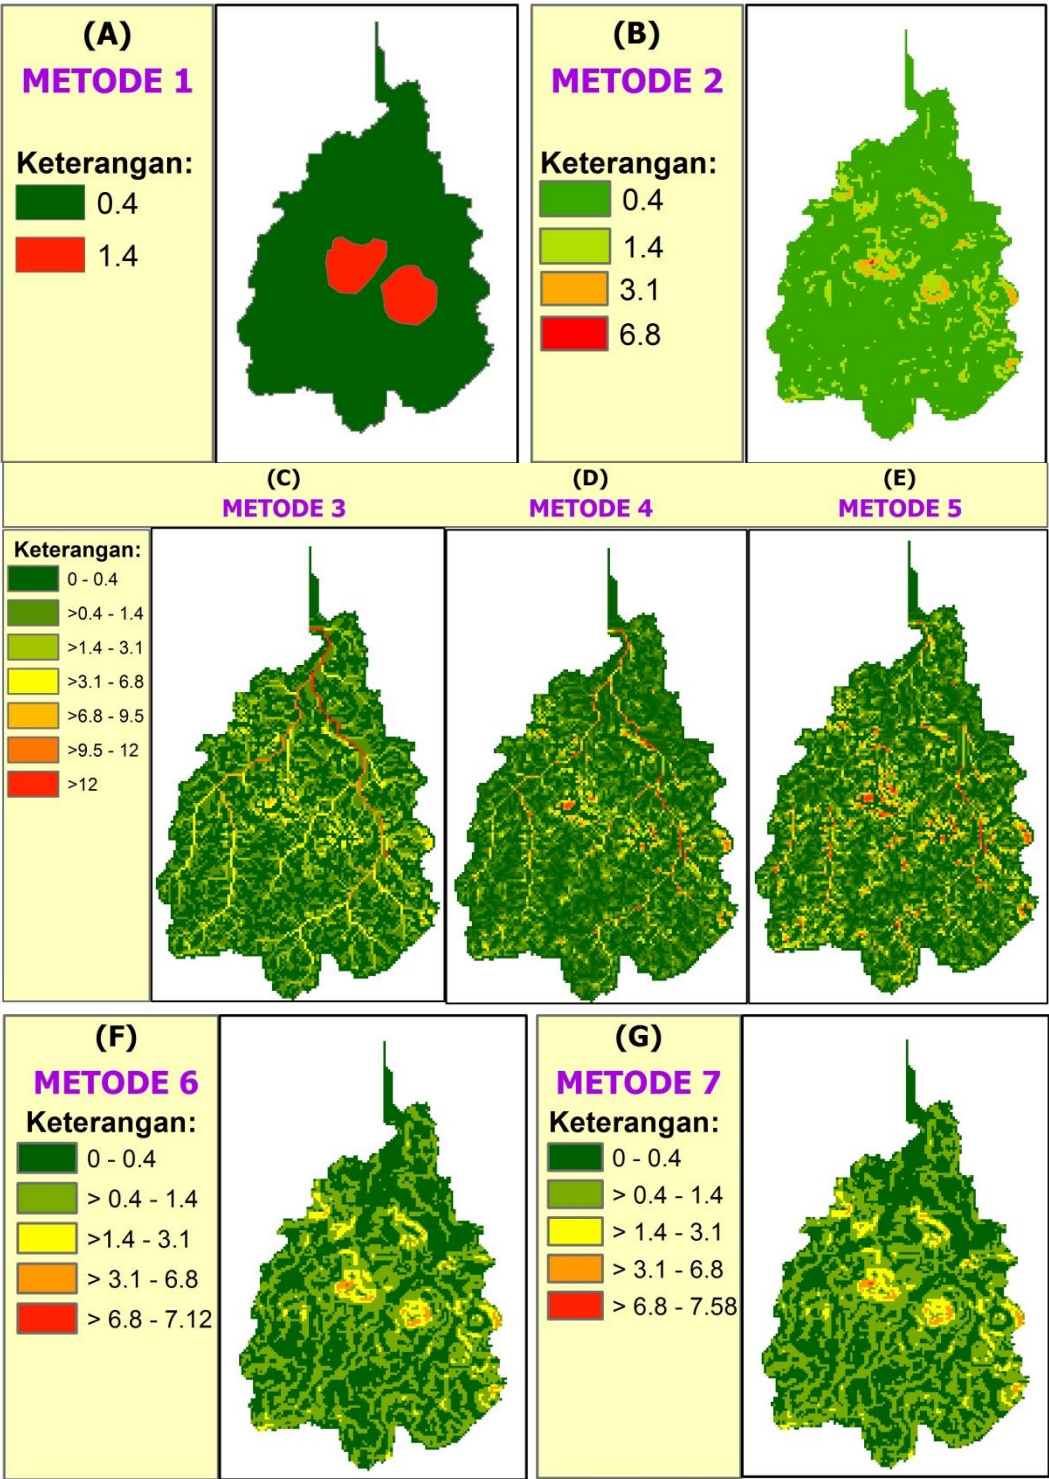 (A)
METODE 1
Keterangan:
0.4
1.4
(B)
METODE 2
Keterangan:
0.4
1.4
3.1
6.8
(C)
METODE 3
(D)
METODE 4
(E)
METODE 5
Keterangan:
0 - 0.4
>0.4 - 1.4
>1.4 - 3.1
>3.1 - 6.8
>6.8 - 9.5
>9.5 - 12
>12
(F)
METODE 6
Keterangan:
0 - 0.4
> 0.4 - 1.4
>1.4 - 3.1
> 3.1 - 6.8
> 6.8 - 7.12
(G)
METODE 7
Keterangan:
0 - 0.4
> 0.4 - 1.4
> 1.4 - 3.1
> 3.1 - 6.8
> 6.8 - 7.58